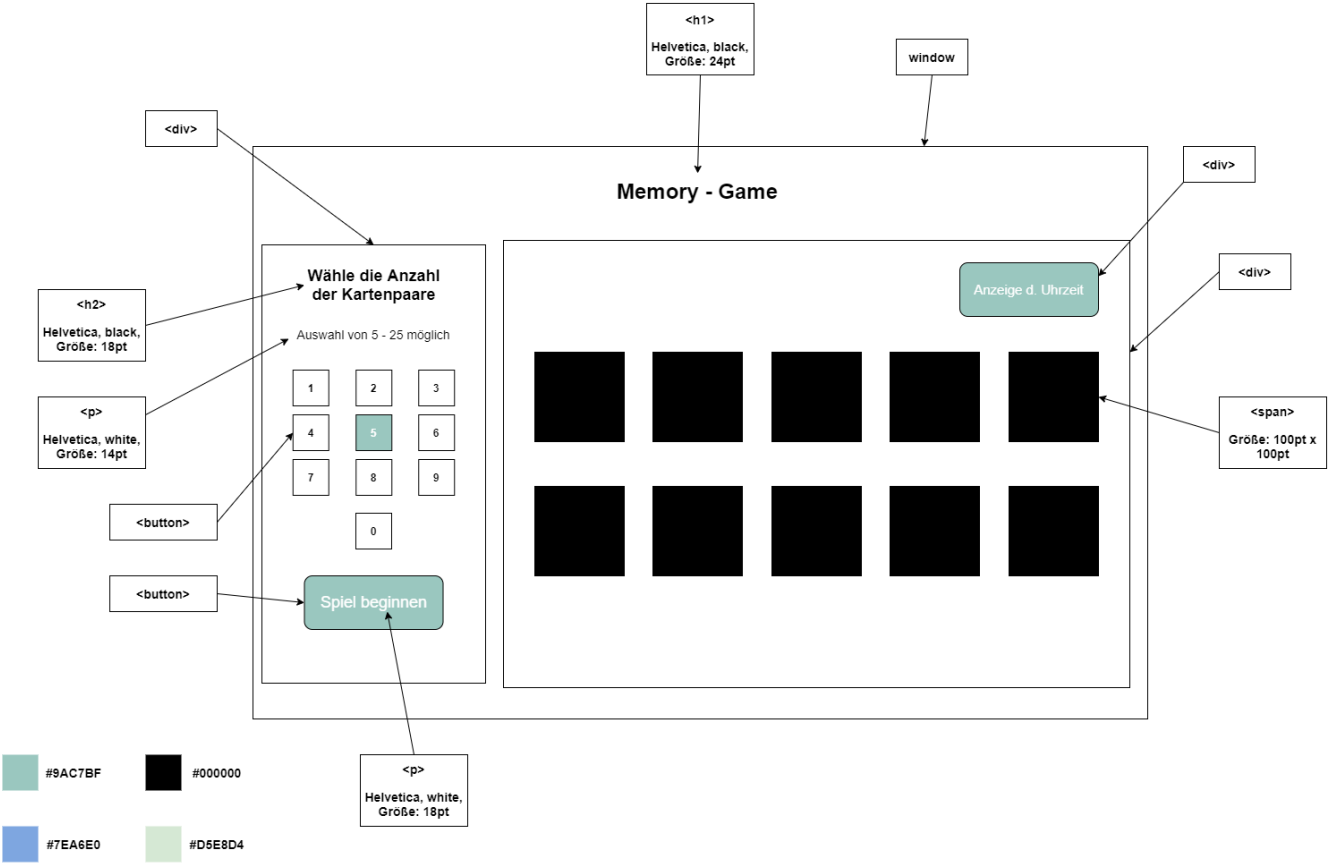 <h1>
Helvetica, black,
Größe: 24pt
window
<div>
<div>
Memory - Game
<div>
Wähle die Anzahl
der Kartenpaare
Anzeige d. Uhrzeit
<h2>
Helvetica, black,
Größe: 18pt
Auswahl von 5 - 25 möglich
1 2 3
<p>
Helvetica, white,
Größe: 14pt
4 5 6
<span>
Größe: 100pt x
100pt
7 8 9
<button>
0
<button>
Spiel beginnen
<p>
Helvetica, white,
Größe: 18pt
#9AC7BF
#000000
#7EA6E0
#D5E8D4